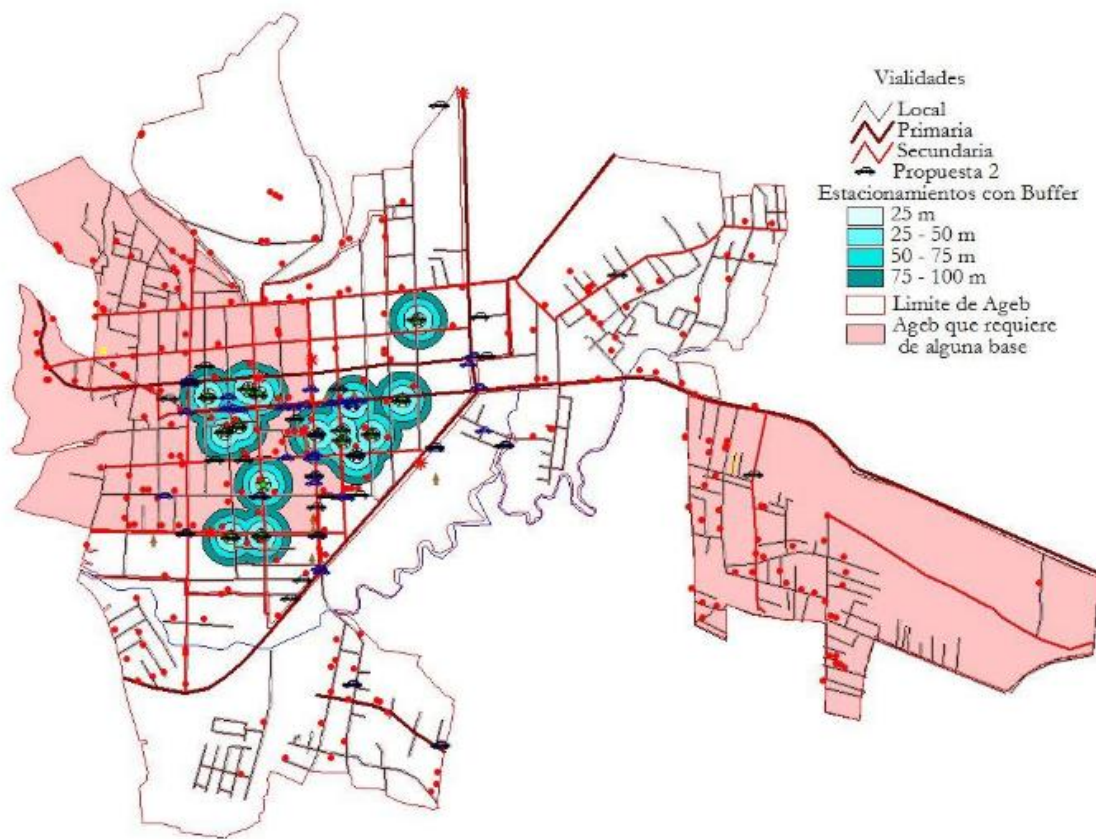 Vialidades
Local
Primaria
Secundaria
Propuesta 2
Estacionamientos con Buffer
25 m
25 - 50 m
50 - 75 m
75 - 100 m
Limite de Ageb
Ageb que requiere
de alguna base